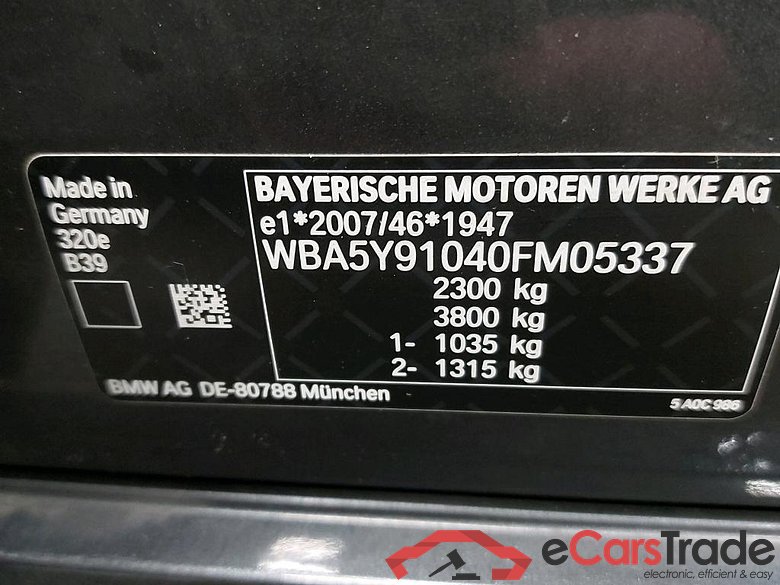 Made in
Germany
320e
B39
BAYERISCHE MOTOREN WERKE AG
e1*2007/46*1947
WBA5Y91040FM05337
2300 kg
3800 kg
1- 1035 kg
2- 1315 kg
BMW AG DE-80788 München
5 A0C 986
eCarsTrade
electronic, efficient & easy